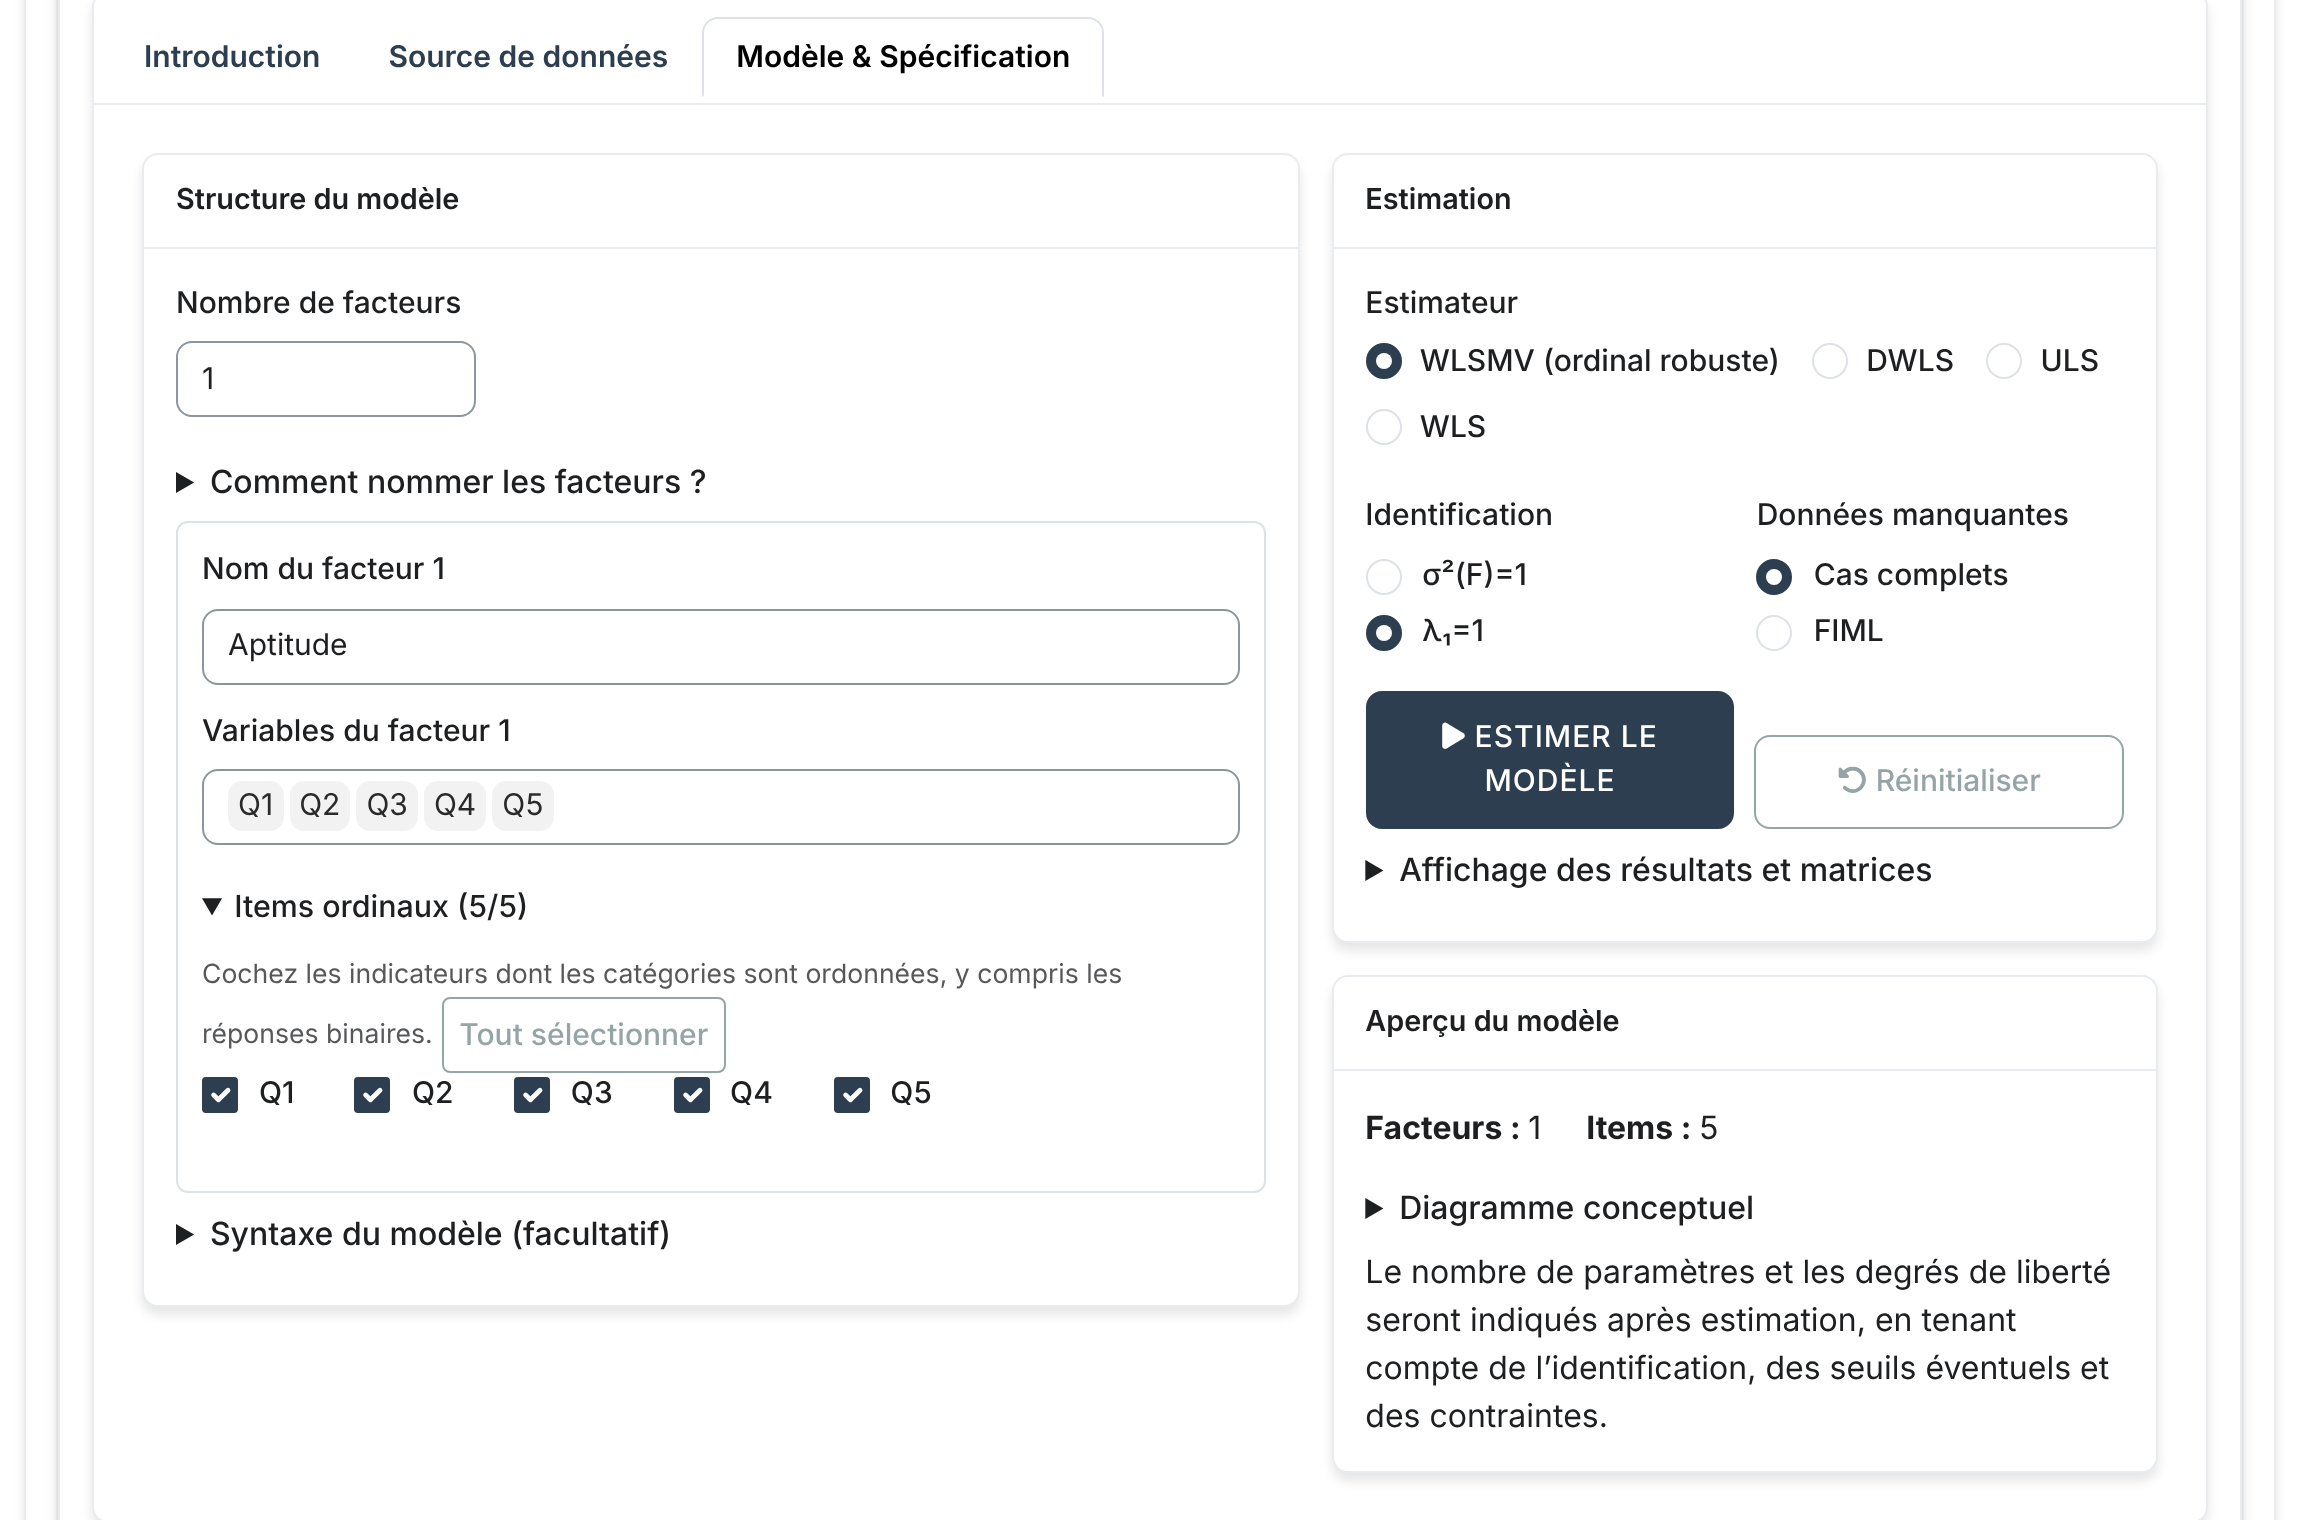 Introduction
Source de données
Modèle & Spécification
Structure du modèle
Nombre de facteurs
1
Comment nommer les facteurs ?
Nom du facteur 1
Aptitude
Variables du facteur 1
Q1 Q2 Q3 Q4 Q5
Items ordinaux (5/5)
Cochez les indicateurs dont les catégories sont ordonnées, y compris les
réponses binaires. Tout sélectionner
Q1 Q2 Q3 Q4 Q5
Syntaxe du modèle (facultatif)
Estimation
Estimateur
WLSMV (ordinal robuste) DWLS ULS
WLS
Identification
σ²(F)=1
λ₁=1
Données manquantes
Cas complets
FIML
ESTIMER LE
MODÈLE
Réinitialiser
Affichage des résultats et matrices
Aperçu du modèle
Facteurs : 1 Items : 5
Diagramme conceptuel
Le nombre de paramètres et les degrés de liberté
seront indiqués après estimation, en tenant
compte de l’identification, des seuils éventuels et
des contraintes.